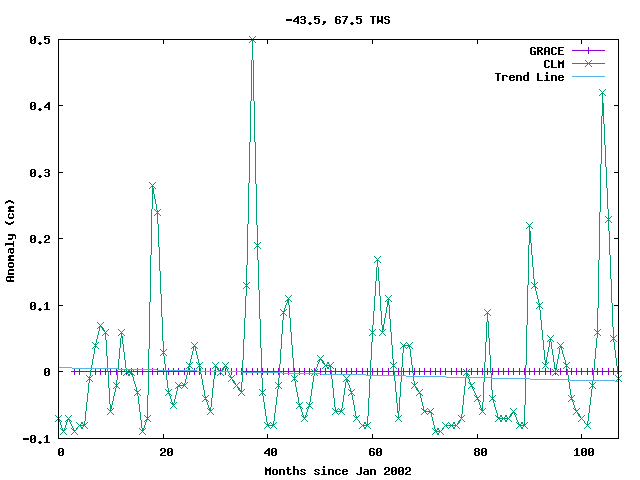 -43.5, 67.5 TWS
GRACE
CLM
Trend Line
0.5
0.4
0.3
0.2
0.1
0
-0.1
Anomaly (cm)
0 20 40 60 80 100
Months since Jan 2002